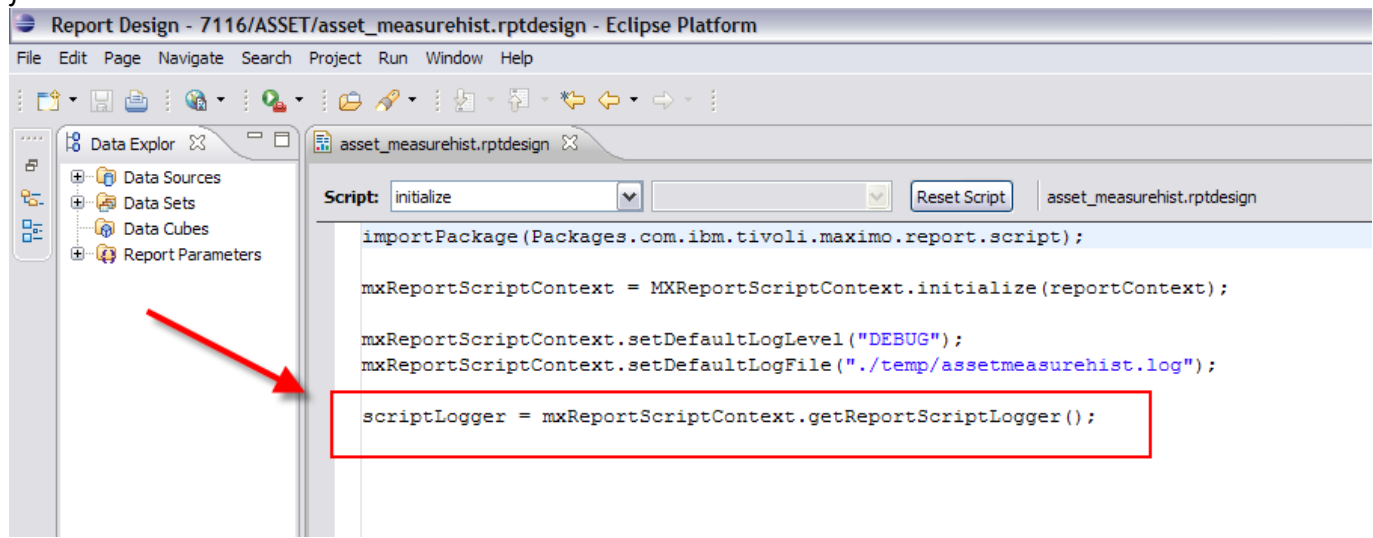 Report Design - 7116/ASSET/asset_measurehist.rptdesign - Eclipse Platform
File Edit Page Navigate Search Project Run Window Help
Data Explor
asset_measurehist.rptdesign
Data Sources
Data Sets
Data Cubes
Report Parameters
Script: initialize Reset Script asset_measurehist.rptdesign
importPackage(Packages.com.ibm.tivoli.maximo.report.script);
mxReportScriptContext = MXReportScriptContext.initialize(reportContext);
mxReportScriptContext.setDefaultLogLevel("DEBUG");
mxReportScriptContext.setDefaultLogFile("./temp/assetmeasurehist.log");
scriptLogger = mxReportScriptContext.getReportScriptLogger();